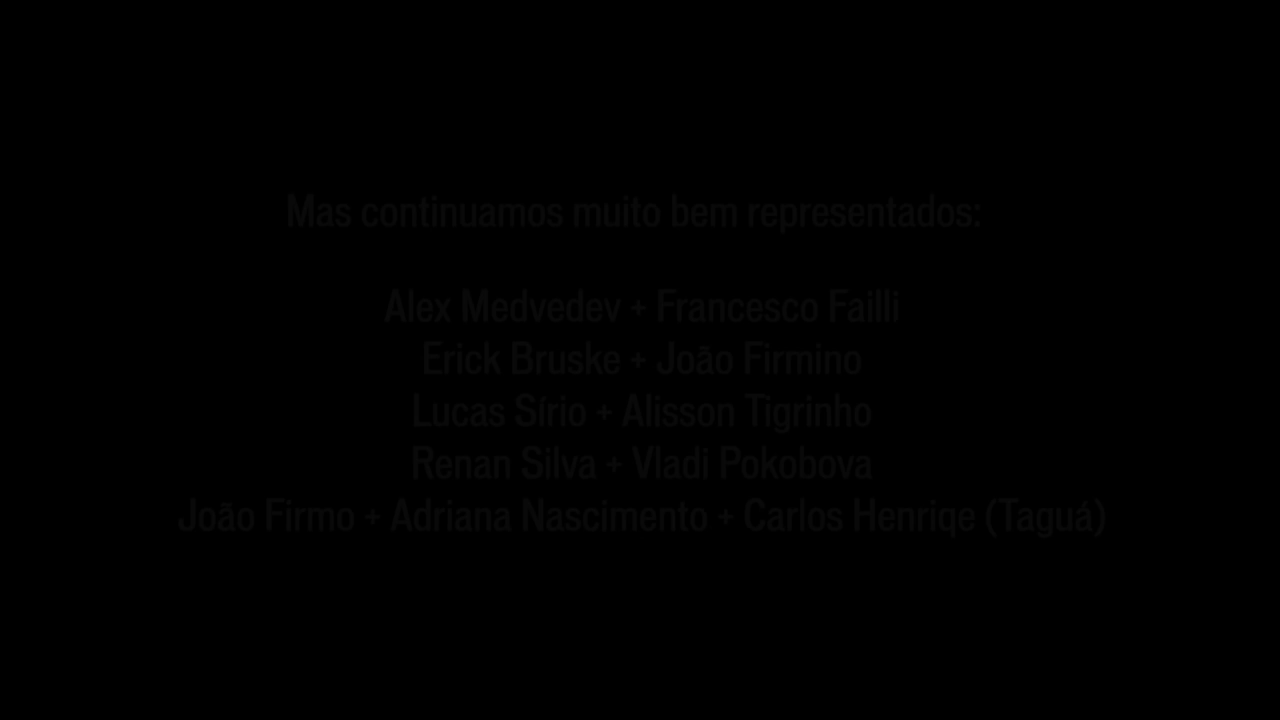 Mas continuamos muito bem representados:
Alex Medvedev + Francesco Failli
Erick Bruske + João Firmino
Lucas Sírio + Alisson Tigrinho
Renan Silva + Vladi Pokobova
João Firmo + Adriana Nascimento + Carlos Henriqe (Taguá)